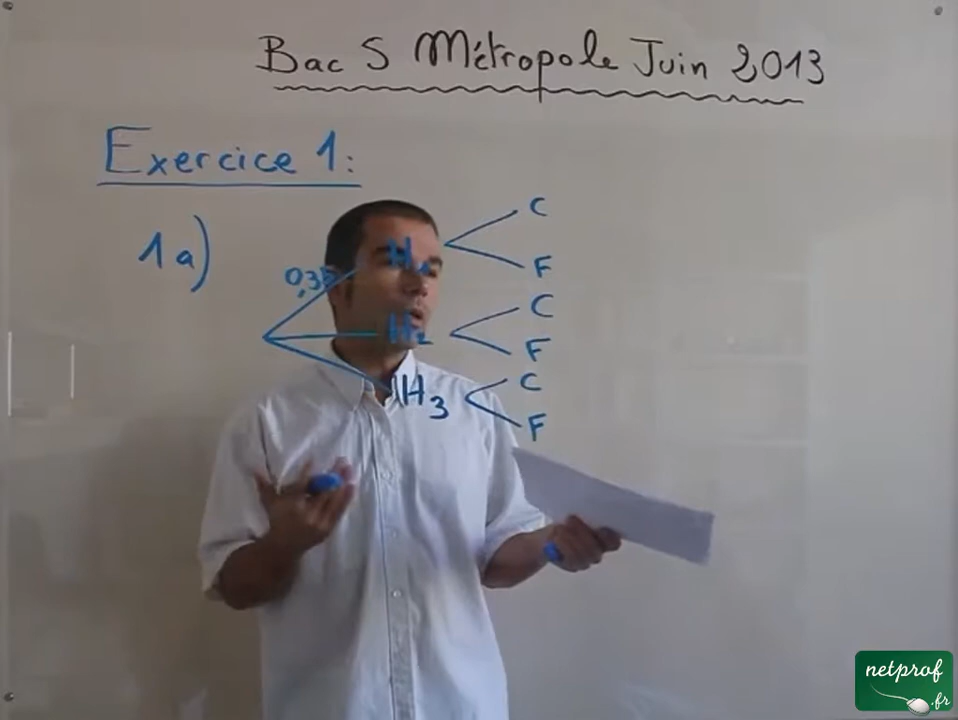 Bac S Métropole Juin 2013
Exercice 1:
1a)
C
0,35 H1
F
C
H2
F
C
H3
F
netprof
.fr